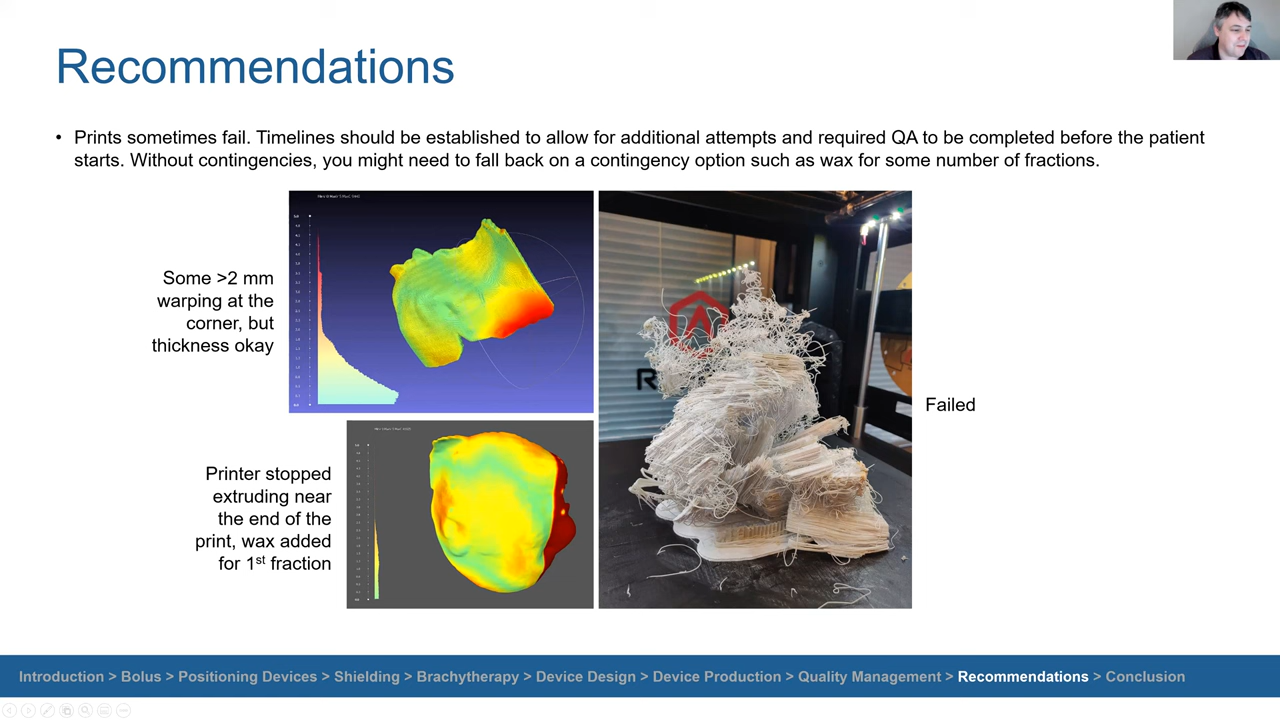 Recommendations
• Prints sometimes fail. Timelines should be established to allow for additional attempts and required QA to be completed before the patient
starts. Without contingencies, you might need to fall back on a contingency option such as wax for some number of fractions.
Some >2 mm
warping at the
corner, but
thickness okay
Printer stopped
extruding near
the end of the
print, wax added
for 1st fraction
R
Failed
Introduction > Bolus > Positioning Devices > Shielding > Brachytherapy > Device Design > Device Production > Quality Management > Recommendations > Conclusion